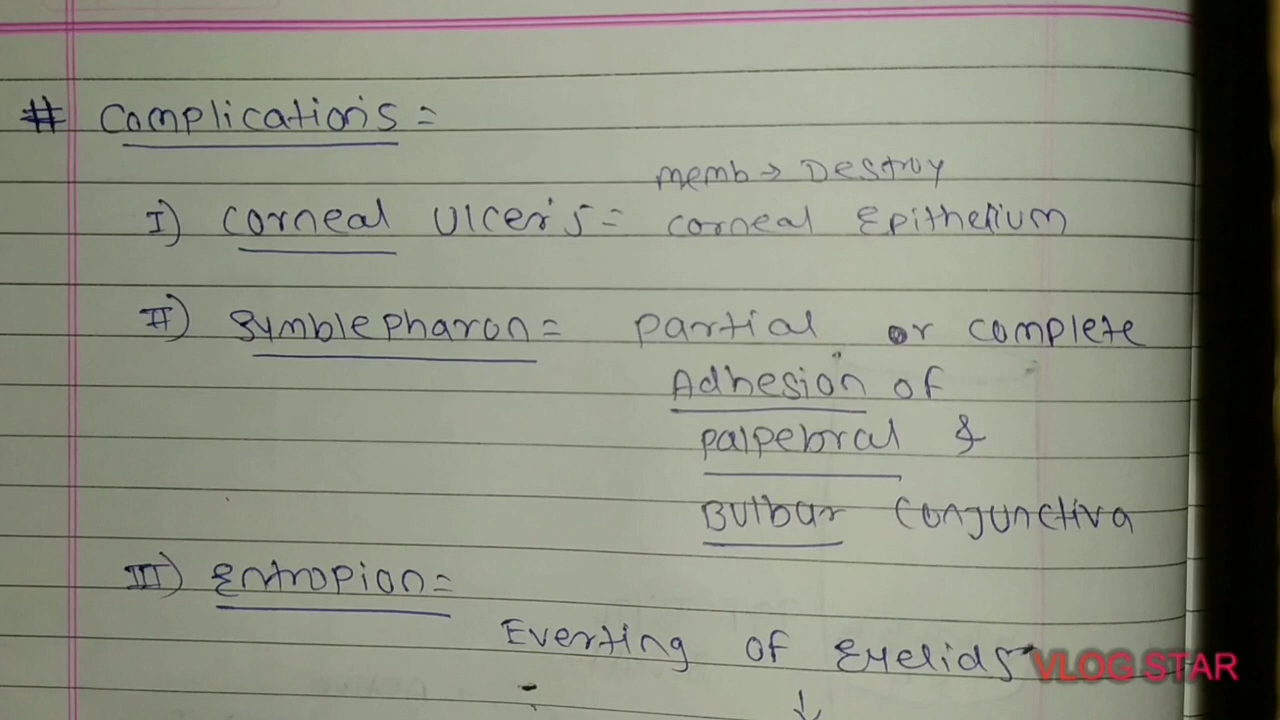 # Complications =
memb → Destroy
I) Corneal Ulcer's = Corneal Epithelium
II) Symblepharon = Partial or complete
Adhesion of
Palpebral &
Bulbar Conjunctiva
III) Entropion =
Everting of Eyelids
VLOG STAR